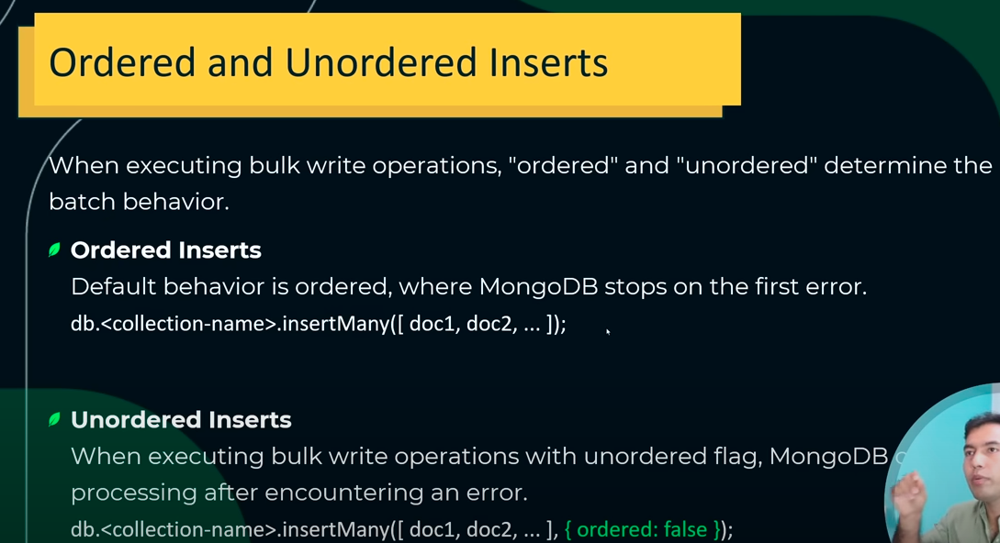 Ordered and Unordered Inserts
When executing bulk write operations, "ordered" and "unordered" determine the
batch behavior.
Ordered Inserts
Default behavior is ordered, where MongoDB stops on the first error.
db.<collection-name>.insertMany([ doc1, doc2, ... ]);
Unordered Inserts
When executing bulk write operations with unordered flag, MongoDB
processing after encountering an error.
db.<collection-name>.insertMany([ doc1, doc2, ... ], { ordered: false });